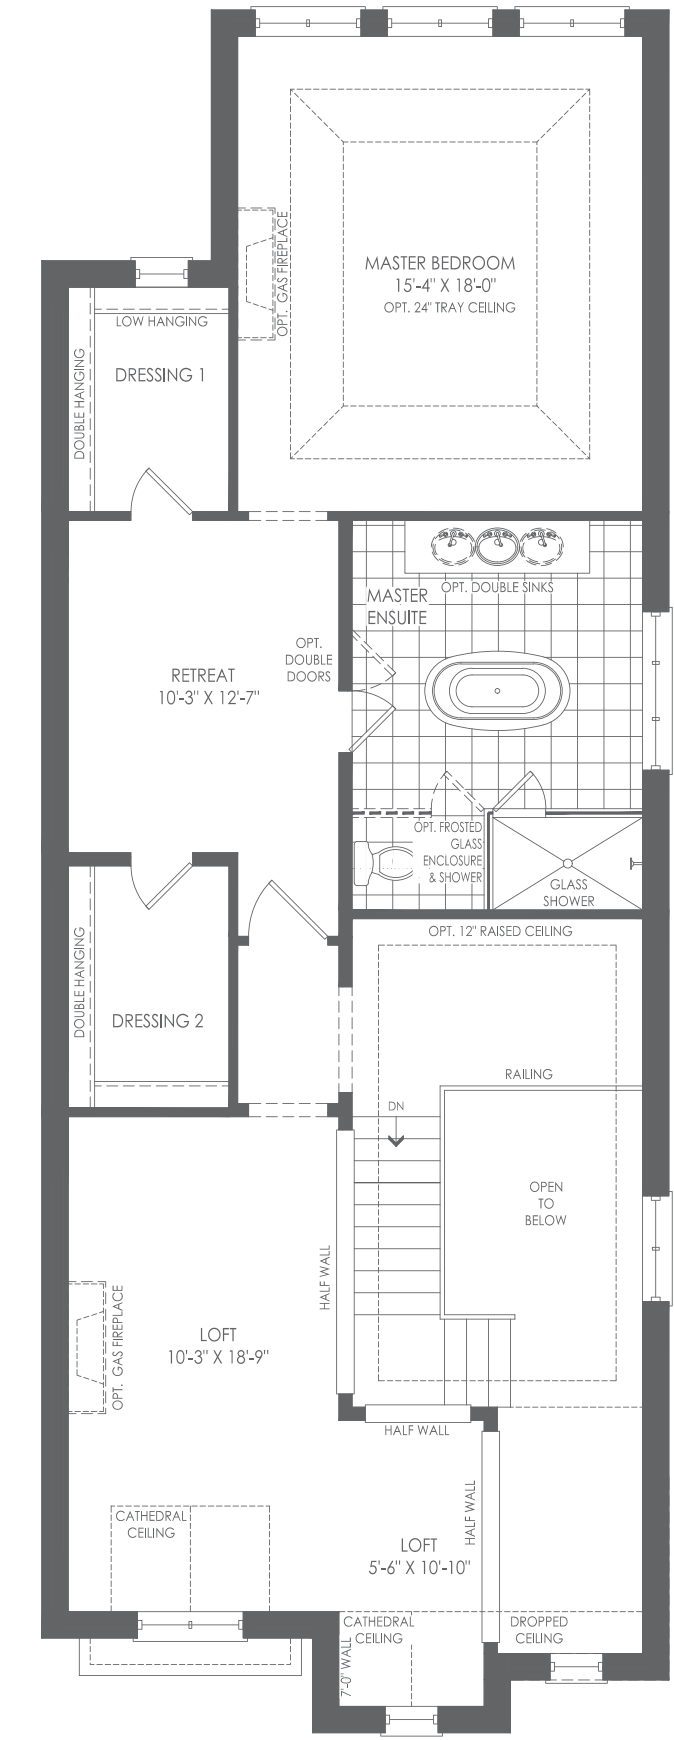 MASTER BEDROOM
15'-4" X 18'-0"
OPT. 24" TRAY CEILING
OPT. GAS FIREPLACE
LOW HANGING
DOUBLE HANGING
DRESSING 1
OPT. DOUBLE SINKS
MASTER
ENSUITE
OPT.
DOUBLE
DOORS
RETREAT
10'-3" X 12'-7"
OPT. FROSTED
GLASS
ENCLOSURE
& SHOWER
GLASS
SHOWER
OPT. 12" RAISED CEILING
DOUBLE HANGING
DRESSING 2
RAILING
DN
OPEN
TO
BELOW
HALF WALL
OPT. GAS FIREPLACE
LOFT
10'-3" X 18'-9"
HALF WALL
HALF WALL
CATHEDRAL
CEILING
LOFT
5'-6" X 10'-10"
CATHEDRAL
CEILING
DROPPED
CEILING
7'-0" WALL